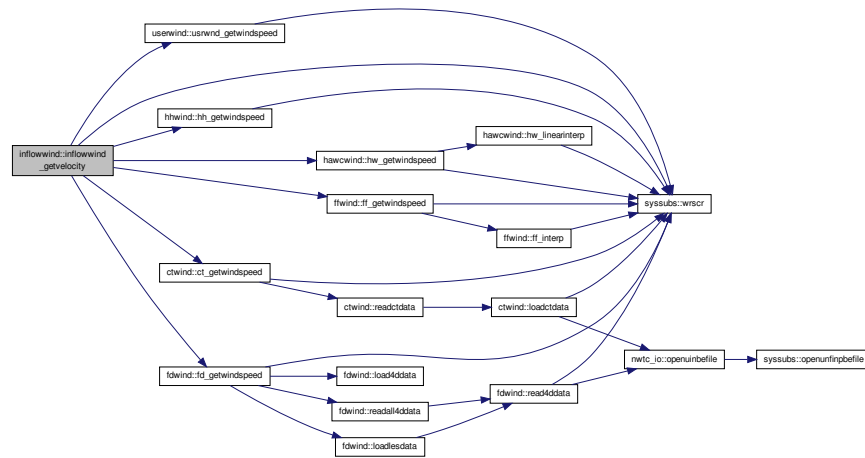 userwind::usrwnd_getwindspeed
hhwind::hh_getwindspeed
inflowwind::inflowwind
_getvelocity
hawcwind::hw_getwindspeed
hawcwind::hw_linearinterp
ffwind::ff_getwindspeed
syssubs::wrscr
ffwind::ff_interp
ctwind::ct_getwindspeed
ctwind::readctdata
ctwind::loadctdata
nwtc_io::openuinbefile
syssubs::openunfinpbefile
fdwind::fd_getwindspeed
fdwind::load4ddata
fdwind::read4ddata
fdwind::readall4ddata
fdwind::loadlesdata